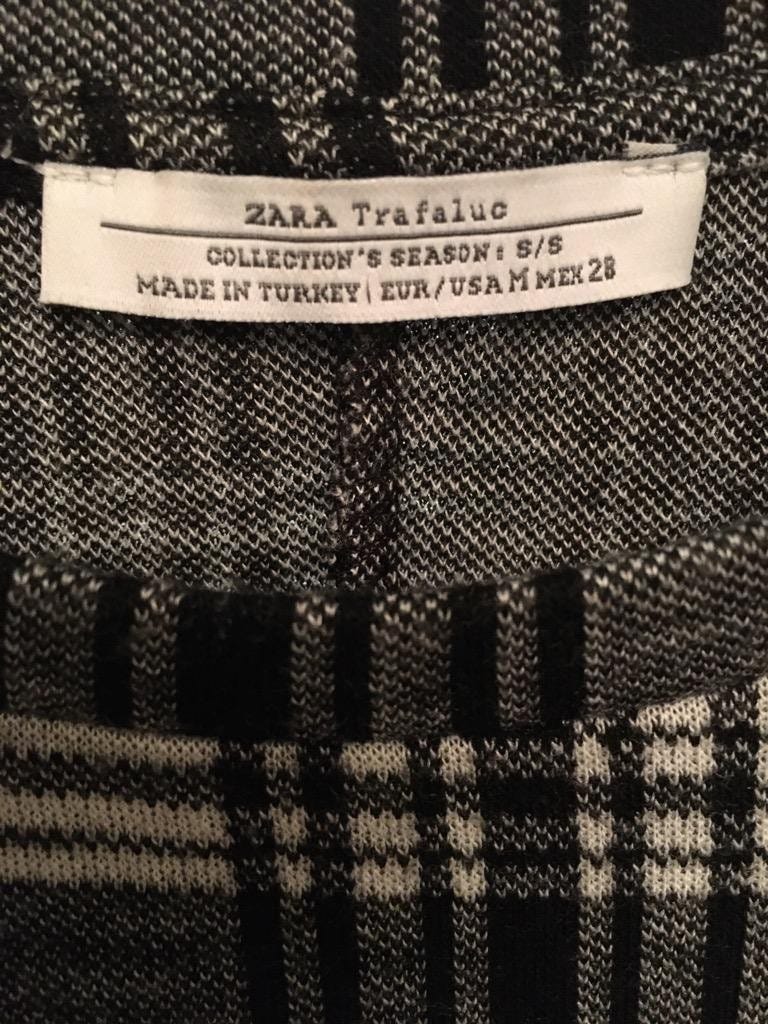 ZARA Trafaluc
COLLECTION'S SEASON: S/S
MADE IN TURKEY | EUR/USA M MEX 28